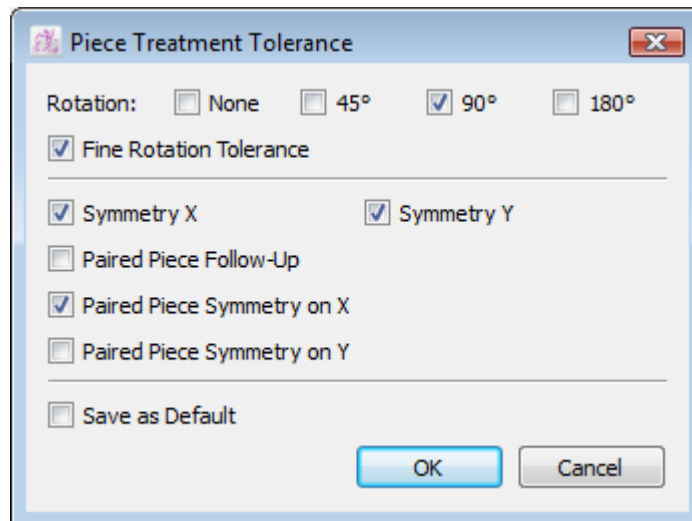 Piece Treatment Tolerance
Rotation: None 45° 90° 180°
Fine Rotation Tolerance
Symmetry X Symmetry Y
Paired Piece Follow-Up
Paired Piece Symmetry on X
Paired Piece Symmetry on Y
Save as Default
OK Cancel